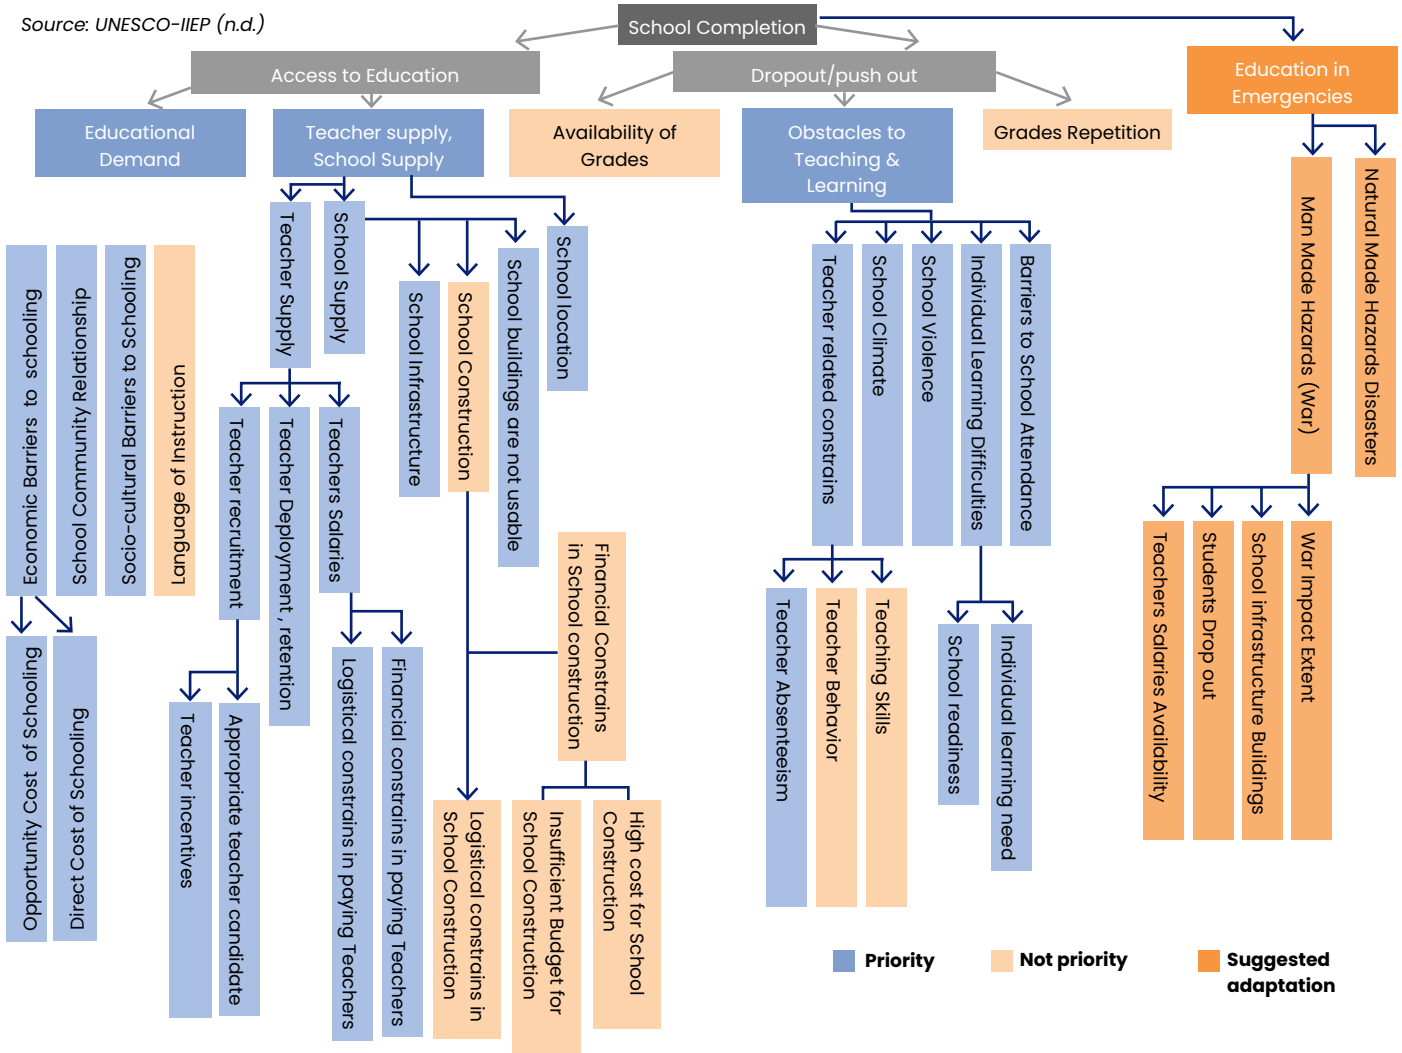 Source: UNESCO-IIEP (n.d.)
School Completion
Access to Education
Dropout/push out
Education in
Emergencies
Educational
Demand
Teacher supply,
School Supply
Availability of
Grades
Obstacles to
Teaching &
Learning
Grades Repetition
Economic Barriers to schooling
School Community Relationship
Socio-cultural Barriers to Schooling
Language of Instruction
Opportunity Cost of Schooling
Direct Cost of Schooling
Teacher Supply
School Supply
School Infrastructure
School Construction
School buildings are not usable
School location
Teacher recruitment
Teacher Deployment , retention
Teachers Salaries
Teacher incentives
Appropriate teacher candidate
Logistical constrains in paying Teachers
Financial constrains in paying Teachers
Financial Constrains
in School construction
Logistical constrains in
School Construction
Insufficient Budget for
School Construction
High cost for School
Construction
Teacher related constrains
School Climate
School Violence
Individual Learning Difficulties
Barriers to School Attendance
Teacher Absenteeism
Teacher Behavior
Teaching Skills
School readiness
Individual learning need
Man Made Hazards (War)
Natural Made Hazards Disasters
Teachers Salaries Availability
Students Drop out
School infrastructure Buildings
War Impact Extent
Priority
Not priority
Suggested
adaptation